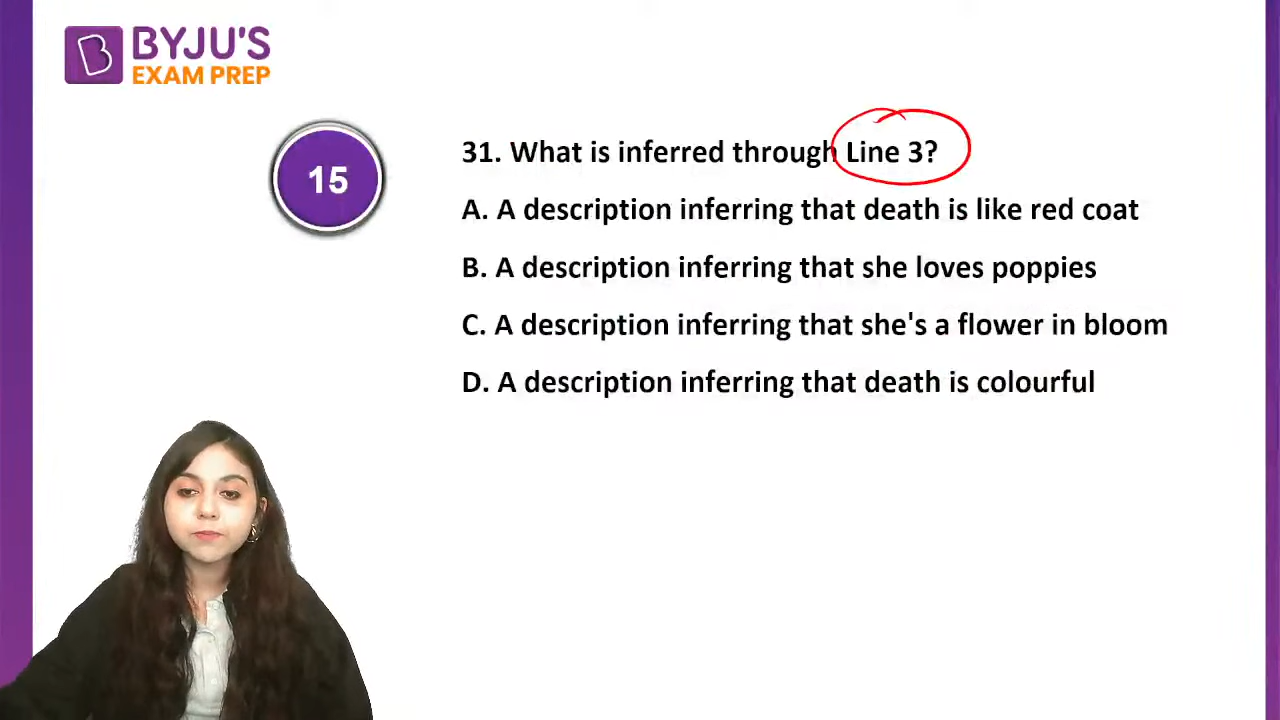 BYJU'S
EXAM PREP
15
31. What is inferred through Line 3?
A. A description inferring that death is like red coat
B. A description inferring that she loves poppies
C. A description inferring that she's a flower in bloom
D. A description inferring that death is colourful